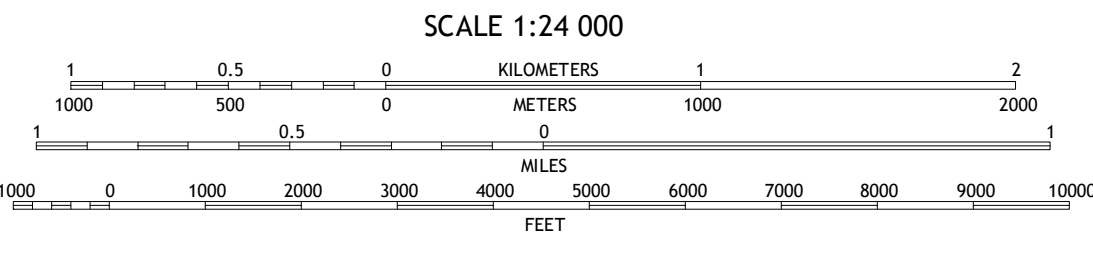 SCALE 1:24 000
1 0.5 0 KILOMETERS 1 2
1000 500 0 METERS 1000 2000
1 0.5 0 1
MILES
1000 0 1000 2000 3000 4000 5000 6000 7000 8000 9000 10000
FEET